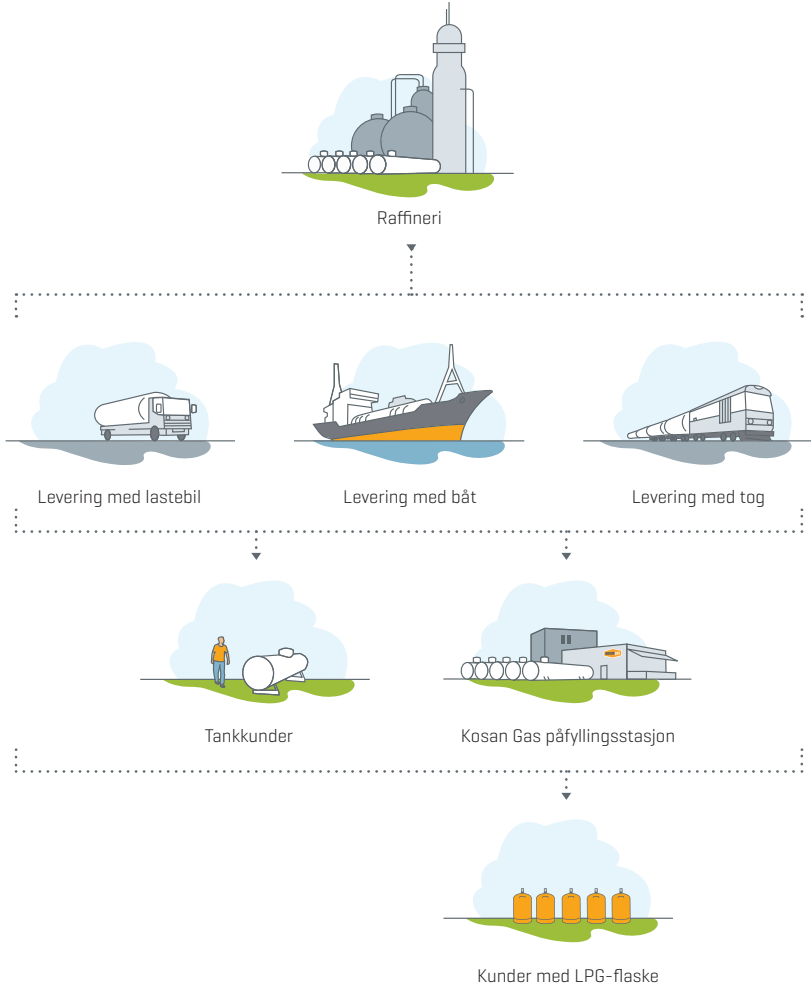 Raffineri
Levering med lastebil
Levering med båt
Levering med tog
Tankkunder
Kosan Gas påfyllingsstasjon
Kunder med LPG-flaske